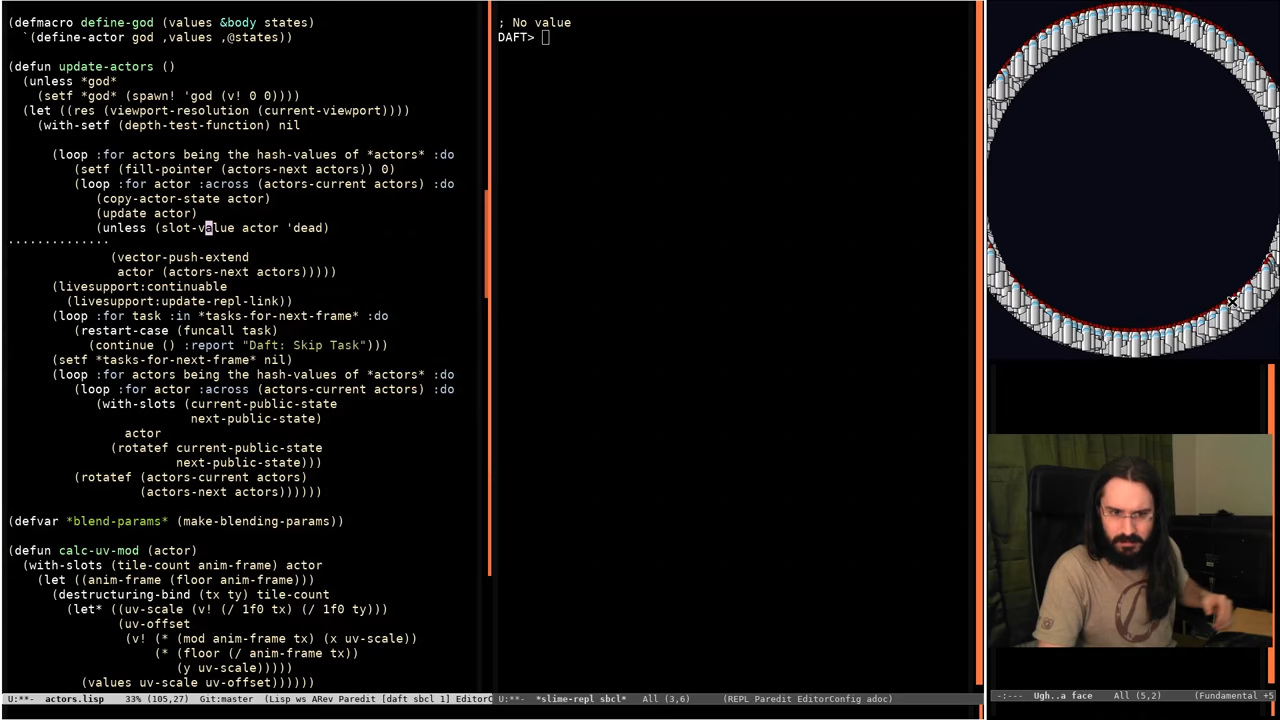 (defmacro define-god (values &body states)
  `(define-actor god ,values ,@states))
(defun update-actors ()
  (unless *god*
    (setf *god* (spawn! 'god (v! 0 0))))
  (let ((res (viewport-resolution (current-viewport))))
    (with-setf (depth-test-function) nil
      (loop :for actors being the hash-values of *actors* :do
         (setf (fill-pointer (actors-next actors)) 0)
         (loop :for actor :across (actors-current actors) :do
            (copy-actor-state actor)
            (update actor)
            (unless (slot-value actor 'dead)
..............
              (vector-push-extend
               actor (actors-next actors)))))
      (livesupport:continuable
        (livesupport:update-repl-link))
      (loop :for task :in *tasks-for-next-frame* :do
         (restart-case (funcall task)
           (continue () :report "Daft: Skip Task")))
      (setf *tasks-for-next-frame* nil)
      (loop :for actors being the hash-values of *actors* :do
         (loop :for actor :across (actors-current actors) :do
            (with-slots (current-public-state
                         next-public-state)
                actor
              (rotatef current-public-state
                       next-public-state)))
         (rotatef (actors-current actors)
                  (actors-next actors))))))
(defvar *blend-params* (make-blending-params))
(defun calc-uv-mod (actor)
  (with-slots (tile-count anim-frame) actor
    (let ((anim-frame (floor anim-frame)))
      (destructuring-bind (tx ty) tile-count
        (let* ((uv-scale (v! (/ 1f0 tx) (/ 1f0 ty)))
               (uv-offset
                (v! (* (mod anim-frame tx) (x uv-scale))
                    (* (floor (/ anim-frame tx))
                       (y uv-scale)))))
          (values uv-scale uv-offset))))))
U:**-  actors.lisp    33% (105,27)   Git:master  (Lisp ws ARev Paredit [daft sbcl 1] EditorC
; No value
DAFT>
U:**-  *slime-repl sbcl*   All (3,6)      (REPL Paredit EditorConfig adoc)
-:---  Ugh..a face    All (5,2)      (Fundamental +5